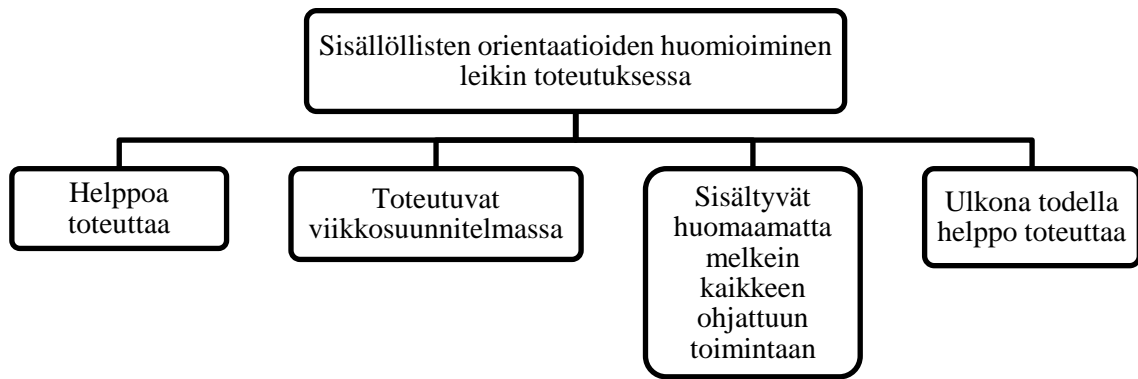 Sisällöllisten orientaatioiden huomioiminen
leikin toteutuksessa
Helppoa
toteuttaa
Toteutuvat
viikkosuunnitelmassa
Sisältyvät
huomaamatta
melkein
kaikkeen
ohjattuun
toimintaan
Ulkona todella
helppo toteuttaa